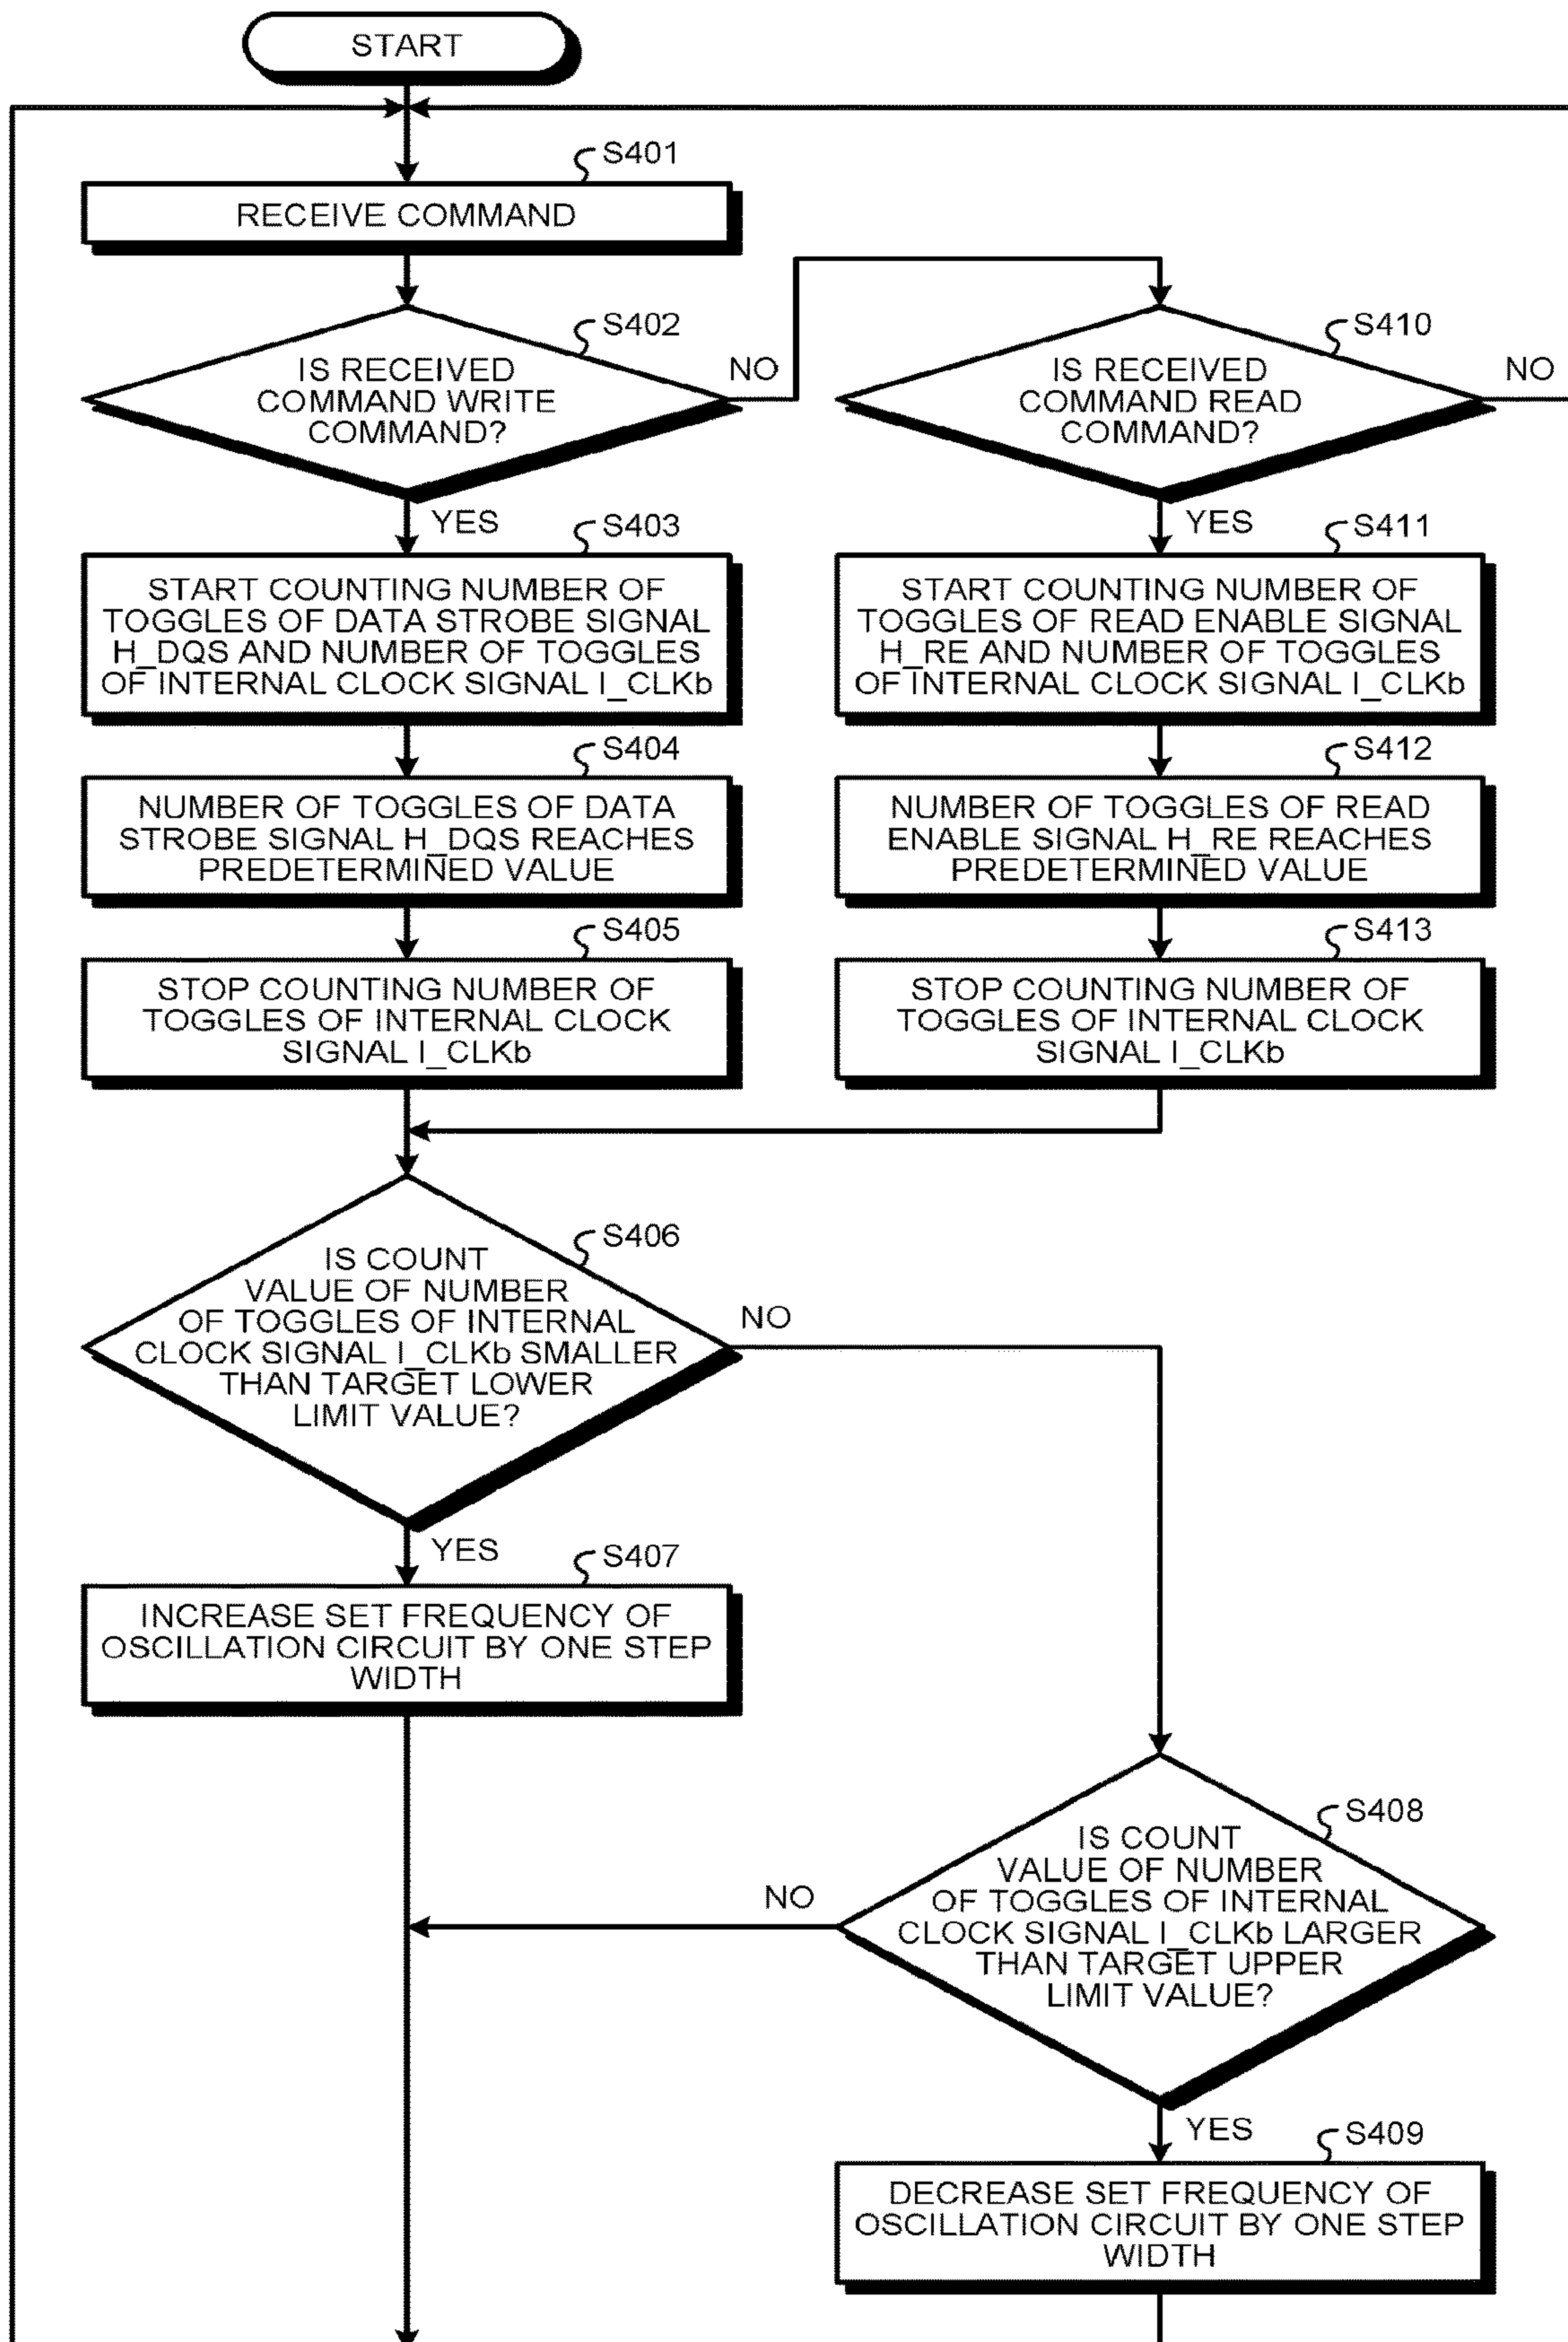 START
S401
RECEIVE COMMAND
S402
IS RECEIVED
COMMAND WRITE
COMMAND?
NO
YES
S410
IS RECEIVED
COMMAND READ
COMMAND?
NO
YES
S403
START COUNTING NUMBER OF
TOGGLES OF DATA STROBE SIGNAL
H_DQS AND NUMBER OF TOGGLES
OF INTERNAL CLOCK SIGNAL I_CLKb
S411
START COUNTING NUMBER OF
TOGGLES OF READ ENABLE SIGNAL
H_RE AND NUMBER OF TOGGLES
OF INTERNAL CLOCK SIGNAL I_CLKb
S404
NUMBER OF TOGGLES OF DATA
STROBE SIGNAL H_DQS REACHES
PREDETERMINED VALUE
S412
NUMBER OF TOGGLES OF READ
ENABLE SIGNAL H_RE REACHES
PREDETERMINED VALUE
S405
STOP COUNTING NUMBER OF
TOGGLES OF INTERNAL CLOCK
SIGNAL I_CLKb
S413
STOP COUNTING NUMBER OF
TOGGLES OF INTERNAL CLOCK
SIGNAL I_CLKb
S406
IS COUNT
VALUE OF NUMBER
OF TOGGLES OF INTERNAL
CLOCK SIGNAL I_CLKb SMALLER
THAN TARGET LOWER
LIMIT VALUE?
NO
YES
S407
INCREASE SET FREQUENCY OF
OSCILLATION CIRCUIT BY ONE STEP
WIDTH
S408
IS COUNT
VALUE OF NUMBER
OF TOGGLES OF INTERNAL
CLOCK SIGNAL I_CLKb LARGER
THAN TARGET UPPER
LIMIT VALUE?
NO
YES
S409
DECREASE SET FREQUENCY OF
OSCILLATION CIRCUIT BY ONE STEP
WIDTH